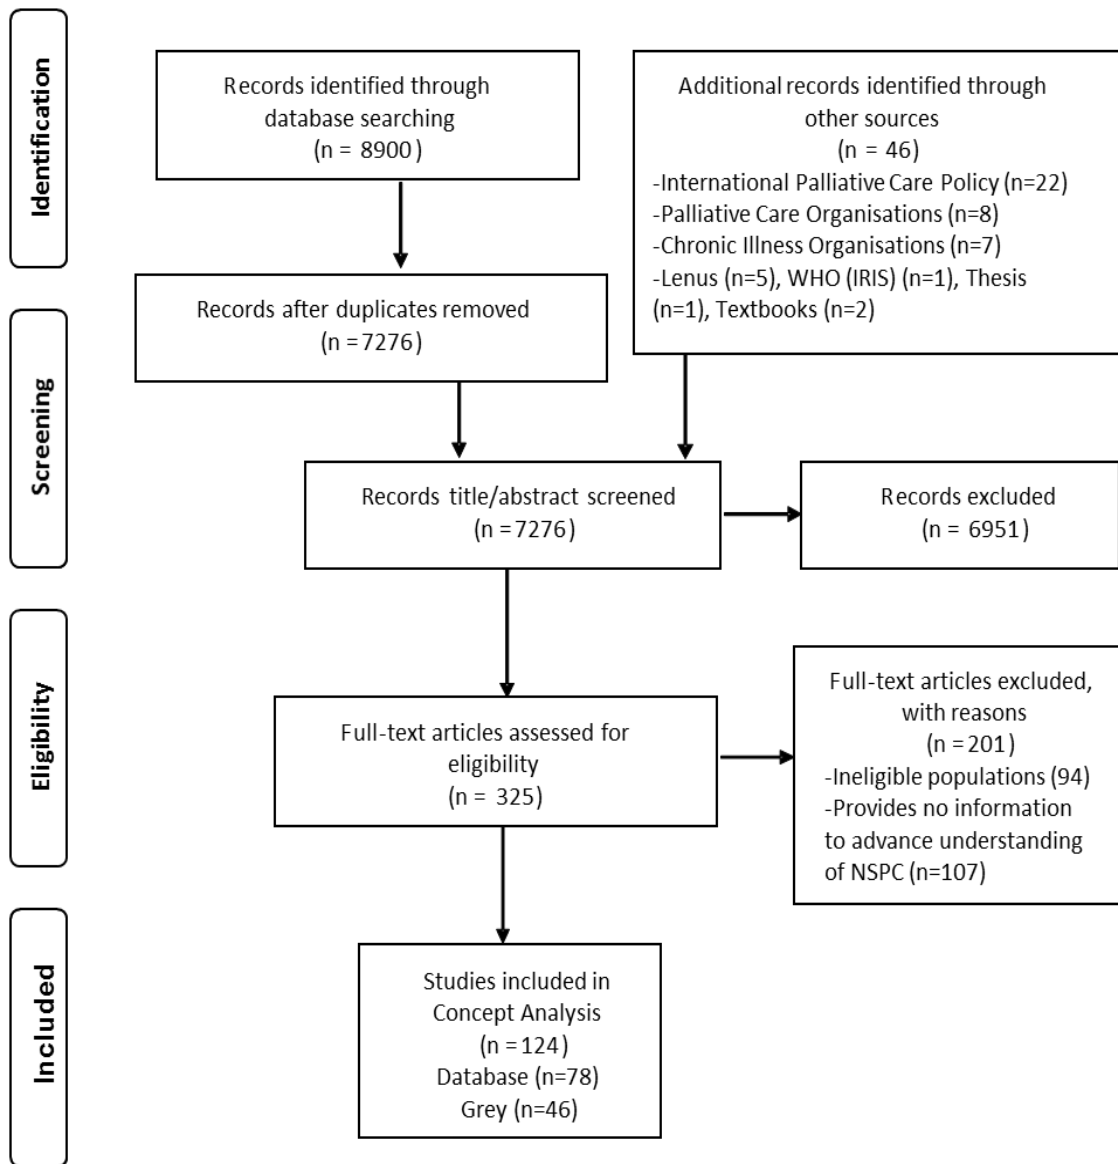 Identification
Records identified through
database searching
(n = 8900)
Additional records identified through
other sources
(n = 46)
-International Palliative Care Policy (n=22)
-Palliative Care Organisations (n=8)
-Chronic Illness Organisations (n=7)
-Lenus (n=5), WHO (IRIS) (n=1), Thesis
(n=1), Textbooks (n=2)
Records after duplicates removed
(n =7276)
Screening
Records title/abstract screened
(n =7276)
Records excluded
(n = 6951)
Eligibility
Full-text articles assessed for
eligibility
(n = 325)
Full-text articles excluded,
with reasons
(n =201)
-Ineligible populations (94)
-Provides no information
to advance understanding
of NSPC (n=107)
Included
Studies included in
Concept Analysis
(n =124)
Database (n=78)
Grey (n=46)